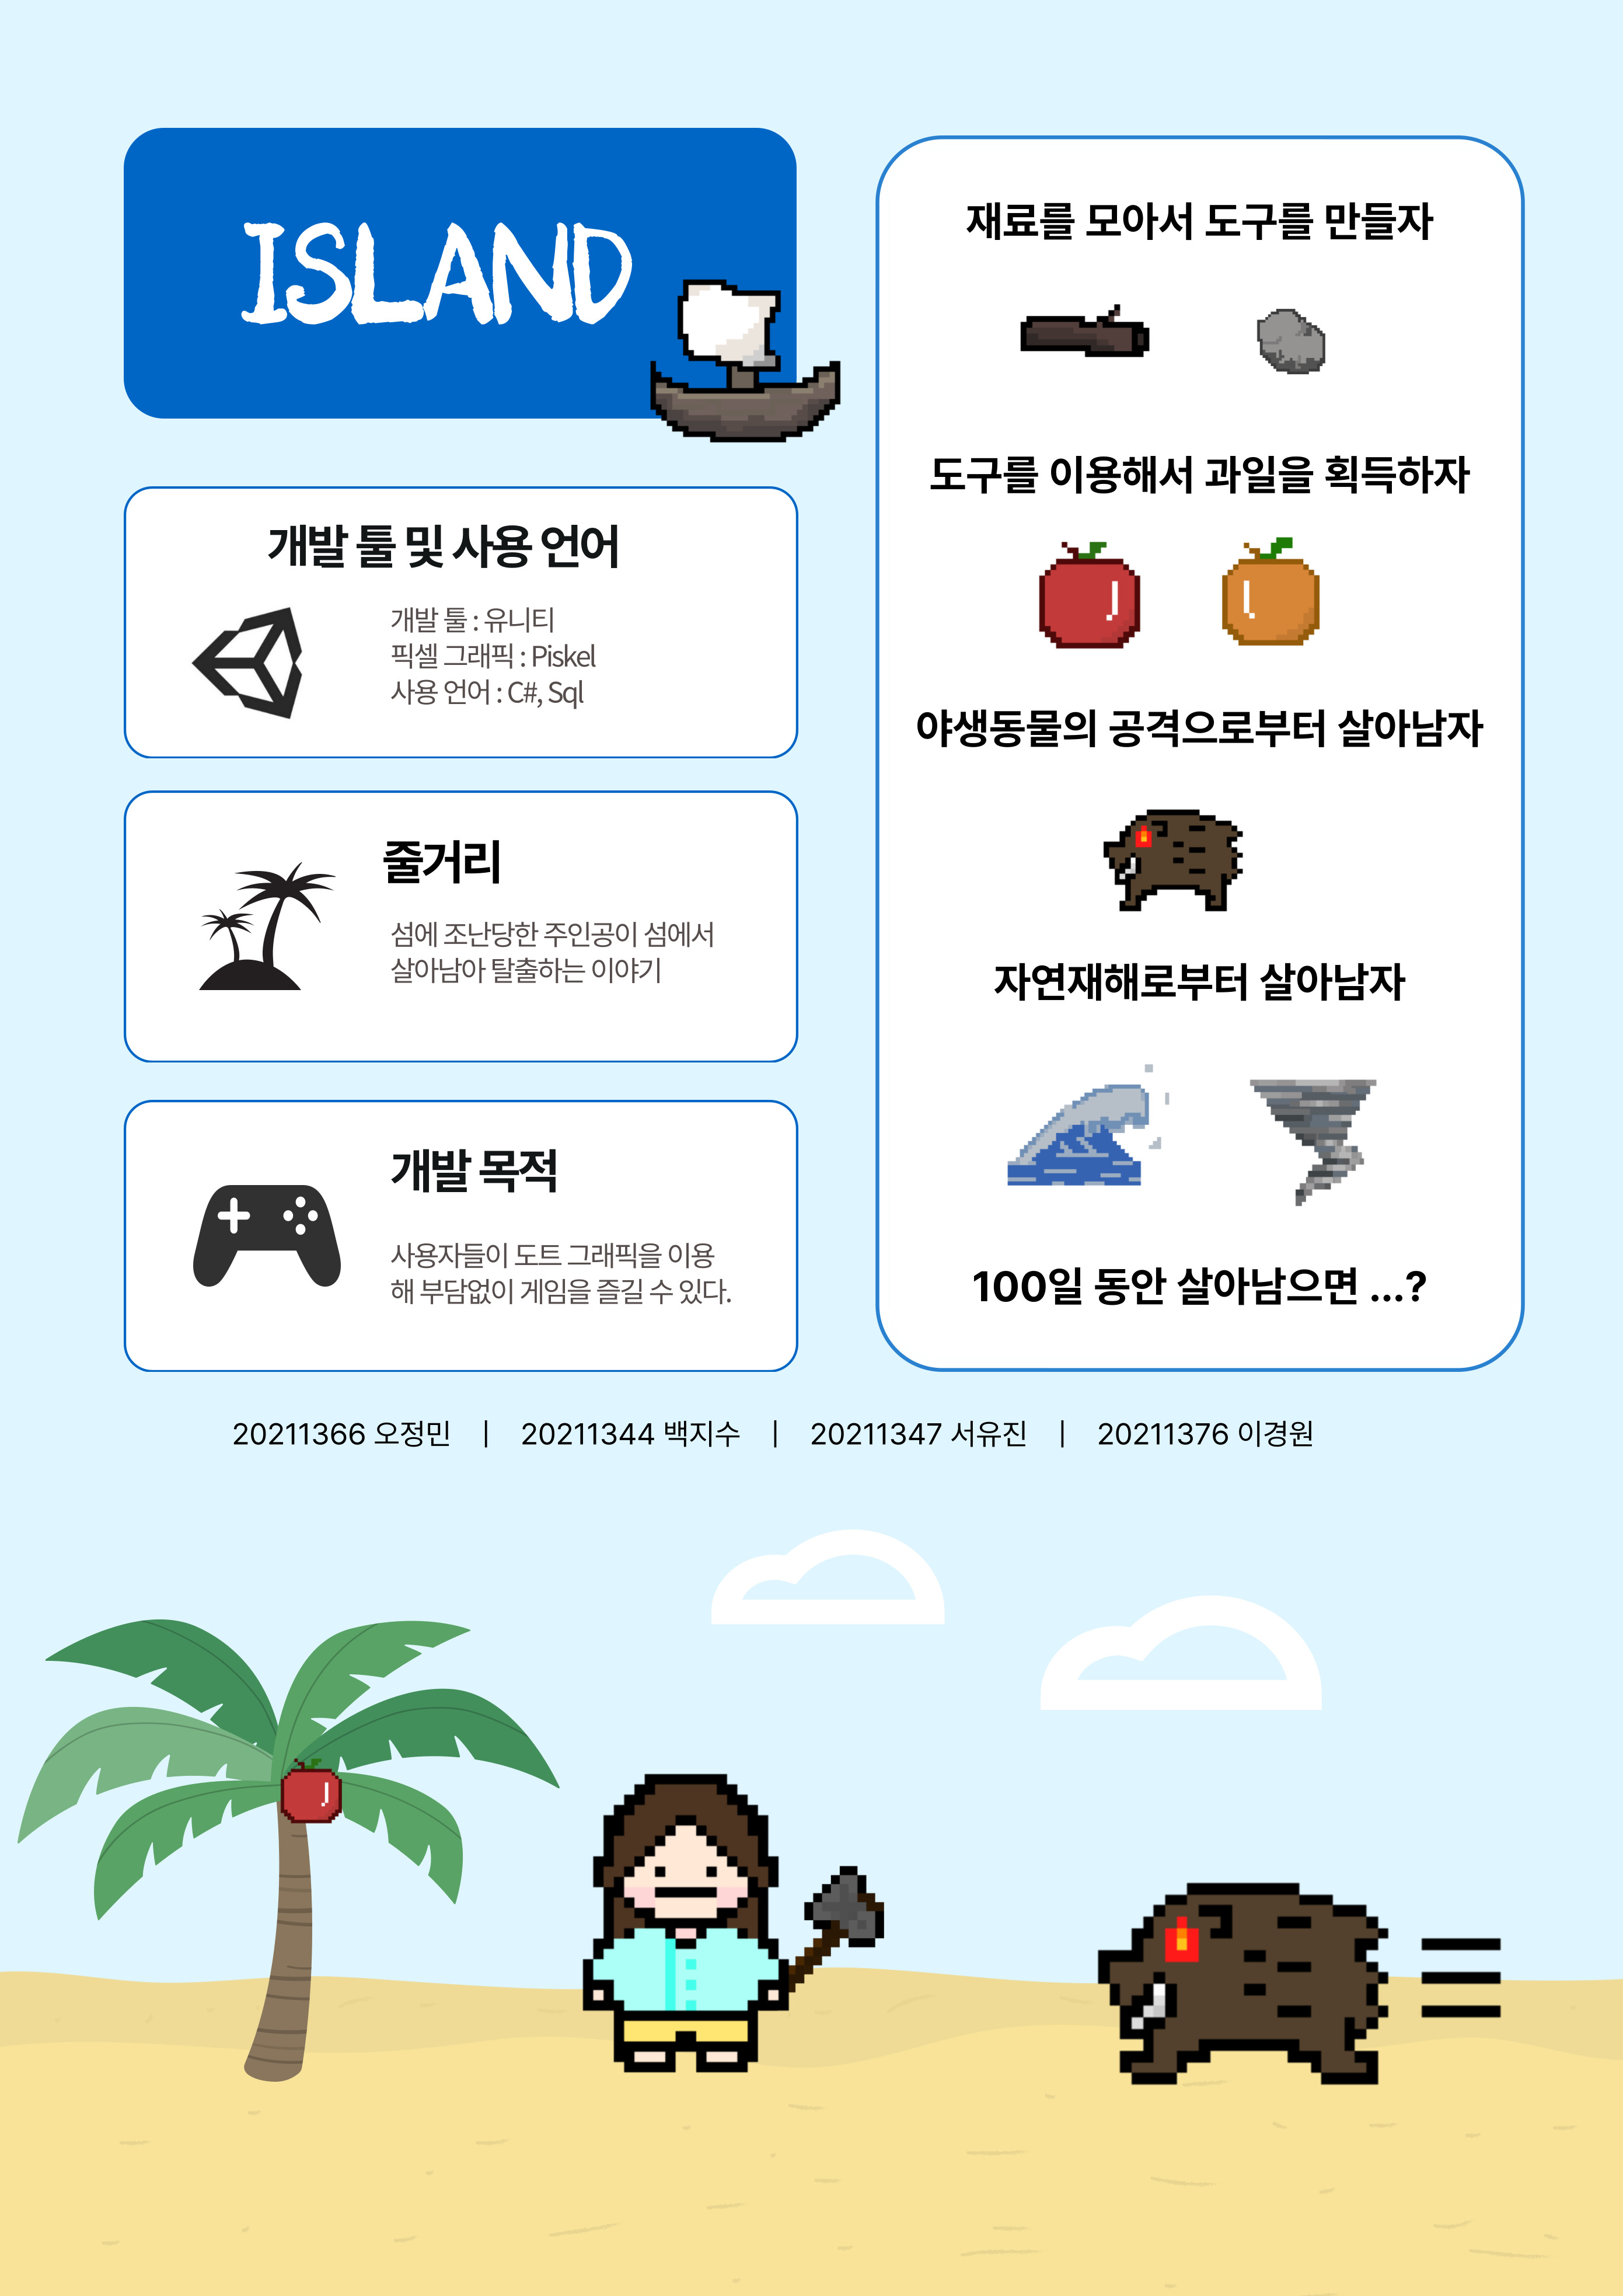 ISLAND
개발 툴 및 사용 언어
개발 툴 : 유니티
픽셀 그래픽 : Piskel
사용 언어 : C#, Sql
줄거리
섬에 조난당한 주인공이 섬에서
살아남아 탈출하는 이야기
개발 목적
사용자들이 도트 그래픽을 이용
해 부담없이 게임을 즐길 수 있다.
재료를 모아서 도구를 만들자
도구를 이용해서 과일을 획득하자
야생동물의 공격으로부터 살아남자
자연재해로부터 살아남자
100일 동안 살아남으면 ...?
20211366 오정민 | 20211344 백지수 | 20211347 서유진 | 20211376 이경원